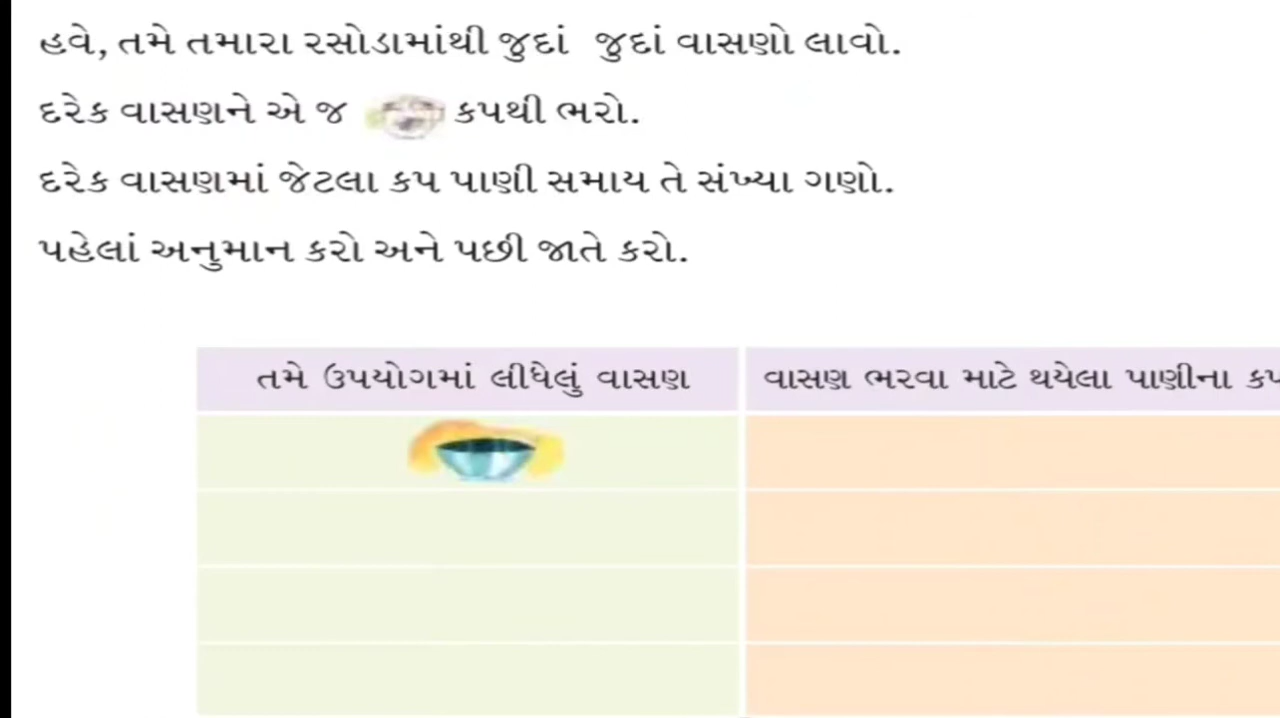 હવે, તમે તમારા રસોડામાંથી જુદાં જુદાં વાસણો લાવો.
દરેક વાસણને એ જ કપથી ભરો.
દરેક વાસણમાં જેટલા કપ પાણી સમાય તે સંખ્યા ગણો.
પહેલાં અનુમાન કરો અને પછી જાતે કરો.
તમે ઉપયોગમાં લીધેલું વાસણ
વાસણ ભરવા માટે થયેલા પાણીના કપ